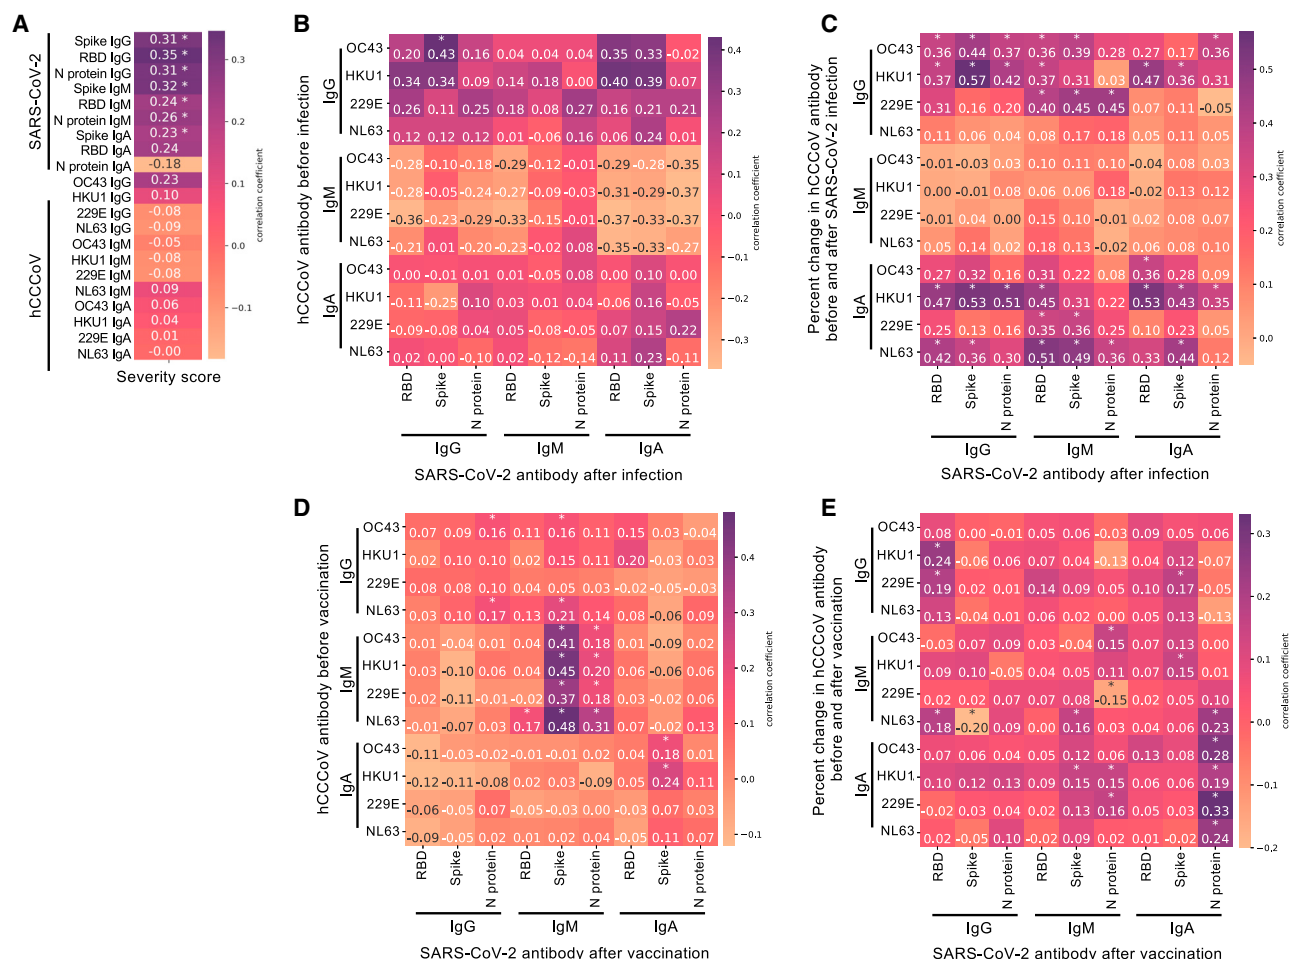 A
SARS-CoV-2
hCCCoV
Spike IgG 0.31 *
RBD IgG 0.35 *
N protein IgG 0.31 *
Spike IgM 0.32 *
RBD IgM 0.24 *
N protein IgM 0.26 *
Spike IgA 0.23 *
RBD IgA 0.24
N protein IgA -0.18
OC43 IgG 0.23
HKU1 IgG 0.10
229E IgG -0.08
NL63 IgG -0.09
OC43 IgM -0.05
HKU1 IgM -0.08
229E IgM -0.08
NL63 IgM 0.09
OC43 IgA 0.06
HKU1 IgA 0.04
229E IgA 0.01
NL63 IgA -0.00
Severity score
0.3
0.2
0.1
0.0
−0.1
correlation coefficient
B
hCCCoV antibody before infection
IgG
IgM
IgA
* 
OC43 0.20 0.43 0.16 0.04 0.04 0.04 0.35 0.33 -0.02
HKU1 0.34 0.34 0.09 0.14 0.18 0.00 0.40 0.39 0.07
229E 0.26 0.11 0.25 0.18 0.08 0.27 0.16 0.21 0.21
NL63 0.12 0.12 0.12 0.01 -0.06 0.16 0.06 0.24 0.01
OC43 -0.28 -0.10 -0.18 -0.29 -0.12 -0.01 -0.29 -0.28 -0.35
HKU1 -0.28 -0.05 -0.24 -0.27 -0.09 -0.01 -0.31 -0.29 -0.37
229E -0.36 -0.23 -0.29 -0.33 -0.15 -0.01 -0.37 -0.33 -0.37
NL63 -0.21 0.01 -0.20 -0.23 -0.02 0.08 -0.35 -0.33 -0.27
OC43 0.00 -0.01 0.01 0.01 -0.05 0.08 0.00 0.10 0.00
HKU1 -0.11 -0.25 0.10 0.03 0.01 0.04 -0.05 0.16 -0.05
229E -0.09 -0.08 0.04 0.05 -0.08 -0.05 0.07 0.15 0.22
NL63 0.02 0.00 -0.10 0.02 -0.12 -0.14 0.11 0.23 -0.11
RBD Spike N protein RBD Spike N protein RBD Spike N protein
IgG IgM IgA
SARS-CoV-2 antibody after infection
0.4
0.3
0.2
0.1
0.0
−0.1
−0.2
−0.3
correlation coefficient
C
Percent change in hCCCoV antibody
before and after SARS-CoV-2 infection
IgG
IgM
IgA
* * * * * *
OC43 0.36 0.44 0.37 0.36 0.39 0.28 0.27 0.17 0.36
* * * * * *
HKU1 0.37 0.57 0.42 0.37 0.31 0.03 0.47 0.36 0.31
* * *
229E 0.31 0.16 0.20 0.40 0.45 0.45 0.07 0.11 -0.05
NL63 0.11 0.06 0.04 0.08 0.17 0.18 0.05 0.11 0.05
OC43 -0.01 -0.03 0.03 0.10 0.11 0.10 -0.04 0.08 0.03
HKU1 0.00 -0.01 0.08 0.06 0.06 0.18 -0.02 0.13 0.12
229E -0.01 0.04 0.00 0.15 0.10 -0.01 0.02 0.08 0.07
NL63 0.05 0.14 0.02 0.18 0.13 -0.02 0.06 0.08 0.10
*
OC43 0.27 0.32 0.16 0.31 0.22 0.08 0.36 0.28 0.09
* * * * * * *
HKU1 0.47 0.53 0.51 0.45 0.31 0.22 0.53 0.43 0.35
* *
229E 0.25 0.13 0.16 0.35 0.36 0.25 0.10 0.23 0.05
* * * * * *
NL63 0.42 0.36 0.30 0.51 0.49 0.36 0.33 0.44 0.12
RBD Spike N protein RBD Spike N protein RBD Spike N protein
IgG IgM IgA
SARS-CoV-2 antibody after infection
0.5
0.4
0.3
0.2
0.1
0.0
correlation coefficient
D
hCCCoV antibody before vaccination
IgG
IgM
IgA
* *
OC43 0.07 0.09 0.16 0.11 0.16 0.11 0.15 0.03 -0.04
HKU1 0.02 0.10 0.10 0.02 0.15 0.11 0.20 -0.03 0.03
229E 0.08 0.08 0.10 0.04 0.05 0.03 -0.02 -0.05 -0.03
* *
NL63 0.03 0.10 0.17 0.13 0.21 0.14 0.08 -0.06 0.09
* *
OC43 0.01 -0.04 0.01 0.04 0.41 0.18 0.01 -0.09 0.02
* *
HKU1 0.03 -0.10 0.06 0.04 0.45 0.20 0.04 -0.06 0.06
* *
229E 0.02 -0.11 -0.01 -0.02 0.37 0.18 0.03 -0.02 0.06
* * *
NL63 -0.01 -0.07 0.03 0.17 0.48 0.31 0.07 -0.02 0.13
*
OC43 -0.11 -0.03 -0.02 -0.01 -0.01 0.02 0.04 0.18 0.01
*
HKU1 -0.12 -0.11 -0.08 0.02 0.03 -0.09 0.05 0.24 0.11
229E -0.06 -0.05 0.07 -0.05 -0.03 0.00 -0.03 0.07 0.03
NL63 -0.09 -0.05 0.02 0.01 0.02 0.04 -0.05 0.11 0.07
RBD Spike N protein RBD Spike N protein RBD Spike N protein
IgG IgM IgA
SARS-CoV-2 antibody after vaccination
0.4
0.3
0.2
0.1
0.0
−0.1
correlation coefficient
E
Percent change in hCCCoV antibody
before and after vaccination
IgG
IgM
IgA
OC43 0.08 0.00 -0.01 0.05 0.06 -0.03 0.09 0.05 0.06
*
HKU1 0.24 -0.06 0.06 0.04 0.04 -0.13 0.04 0.12 -0.07
* *
229E 0.19 0.02 0.01 0.14 0.09 0.05 0.10 0.17 -0.05
NL63 0.13 -0.04 0.01 0.07 0.04 0.02 0.05 0.13 -0.13
*
OC43 -0.03 0.07 0.09 0.03 -0.04 0.15 0.07 0.13 0.00
*
HKU1 0.09 0.10 -0.05 0.04 0.05 0.11 0.07 0.15 0.01
*
229E 0.02 0.02 0.07 0.07 0.08 -0.15 0.02 0.05 0.10
* * * *
NL63 0.18 -0.20 0.09 0.00 0.16 0.03 0.04 0.06 0.23
*
OC43 0.07 0.06 0.04 0.05 0.12 0.06 0.13 0.08 0.28
* * *
HKU1 0.10 0.12 0.13 0.09 0.15 0.15 0.06 0.06 0.19
* *
229E -0.02 0.03 0.04 0.02 0.13 0.16 0.05 0.03 0.33
*
NL63 0.02 -0.05 0.10 -0.02 0.09 0.02 0.01 -0.02 0.24
RBD Spike N protein RBD Spike N protein RBD Spike N protein
IgG IgM IgA
SARS-CoV-2 antibody after vaccination
0.3
0.2
0.1
0.0
−0.1
−0.2
correlation coefficient